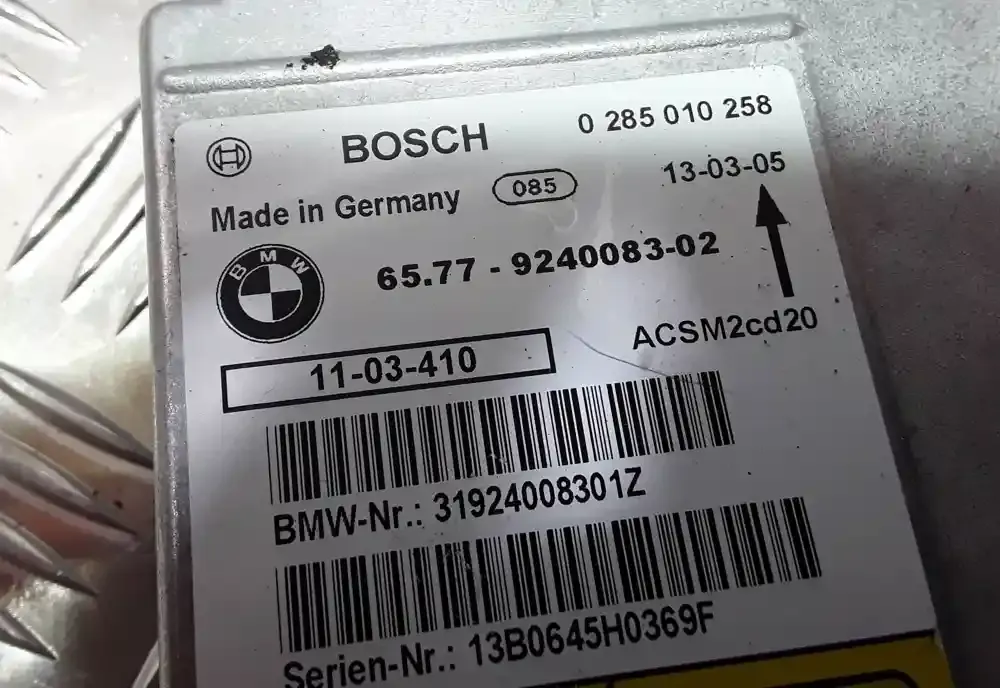 BOSCH 0 285 010 258
Made in Germany 085 13-03-05
BMW 65.77 - 9240083-02
ACSM2cd20
11-03-410
BMW-Nr.: 31924008301Z
Serien-Nr.: 13B0645H0369F